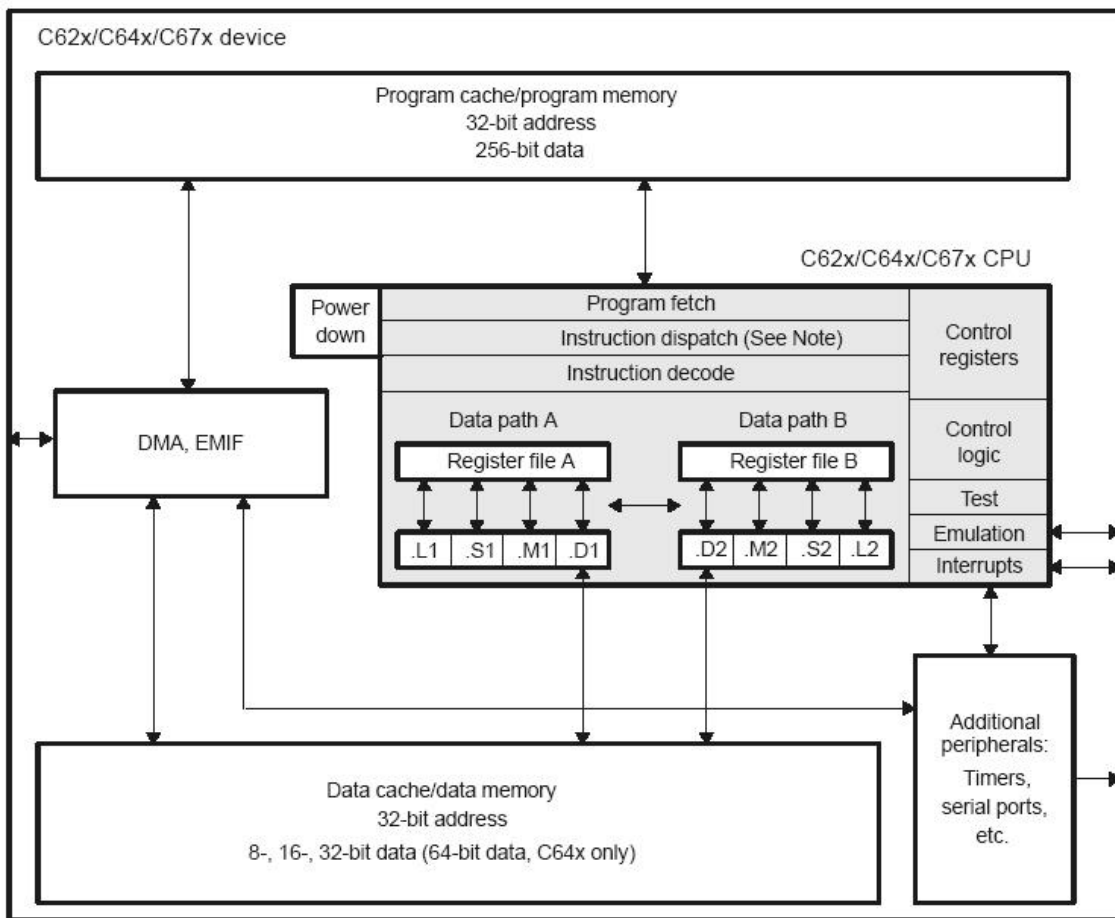 C62x/C64x/C67x device
Program cache/program memory
32-bit address
256-bit data
C62x/C64x/C67x CPU
Power
down
Program fetch
Instruction dispatch (See Note)
Instruction decode
Control
registers
DMA, EMIF
Data path A
Data path B
Register file A
Register file B
Control
logic
Test
.L1 .S1 .M1 .D1
.D2 .M2 .S2 .L2
Emulation
Interrupts
Data cache/data memory
32-bit address
8-, 16-, 32-bit data (64-bit data, C64x only)
Additional
peripherals:
Timers,
serial ports,
etc.